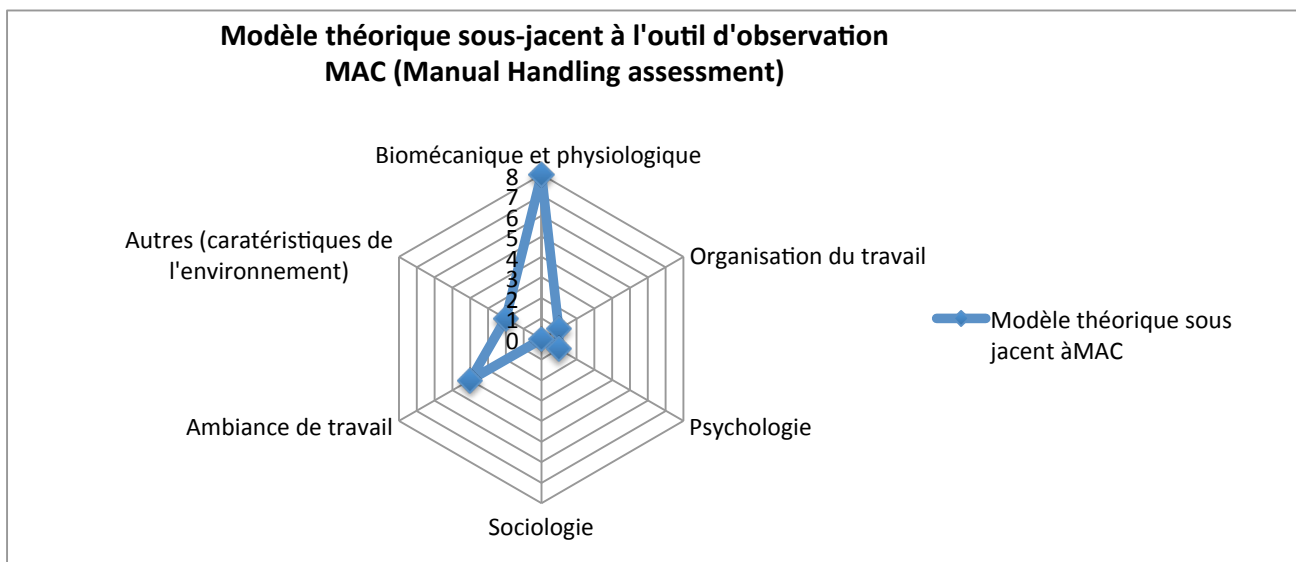 Modèle théorique sous-jacent à l'outil d'observation
MAC (Manual Handling assessment)
Biomécanique et physiologique
8
7
6
5
4
3
2
1
0
Autres (caratéristiques de
l'environnement)
Organisation du travail
Modèle théorique sous
jacent àMAC
Ambiance de travail
Psychologie
Sociologie